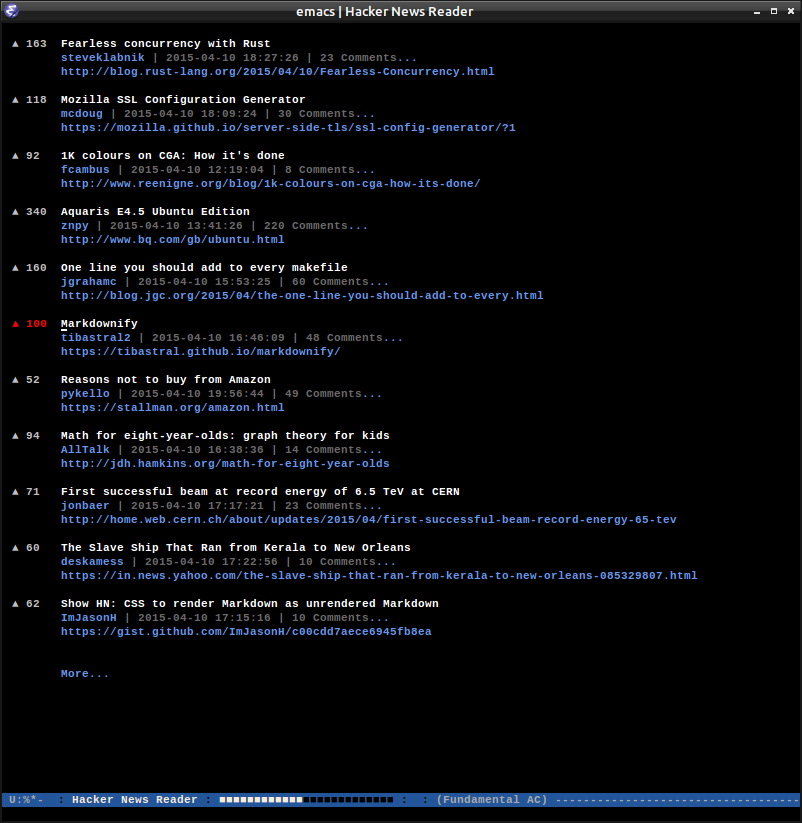 emacs | Hacker News Reader
▲ 163 Fearless concurrency with Rust
steveklabnik | 2015-04-10 18:27:26 | 23 Comments...
http://blog.rust-lang.org/2015/04/10/Fearless-Concurrency.html
▲ 118 Mozilla SSL Configuration Generator
mcdoug | 2015-04-10 18:09:24 | 30 Comments...
https://mozilla.github.io/server-side-tls/ssl-config-generator/?1
▲ 92 1K colours on CGA: How it's done
fcambus | 2015-04-10 12:19:04 | 8 Comments...
http://www.reenigne.org/blog/1k-colours-on-cga-how-its-done/
▲ 340 Aquaris E4.5 Ubuntu Edition
znpy | 2015-04-10 13:41:26 | 220 Comments...
http://www.bq.com/gb/ubuntu.html
▲ 160 One line you should add to every makefile
jgrahamc | 2015-04-10 15:53:25 | 60 Comments...
http://blog.jgc.org/2015/04/the-one-line-you-should-add-to-every.html
▲ 100 Markdownify
tibastral2 | 2015-04-10 16:46:09 | 48 Comments...
https://tibastral.github.io/markdownify/
▲ 52 Reasons not to buy from Amazon
pykello | 2015-04-10 19:56:44 | 49 Comments...
https://stallman.org/amazon.html
▲ 94 Math for eight-year-olds: graph theory for kids
AllTalk | 2015-04-10 16:38:36 | 14 Comments...
http://jdh.hamkins.org/math-for-eight-year-olds
▲ 71 First successful beam at record energy of 6.5 TeV at CERN
jonbaer | 2015-04-10 17:17:21 | 23 Comments...
http://home.web.cern.ch/about/updates/2015/04/first-successful-beam-record-energy-65-tev
▲ 60 The Slave Ship That Ran from Kerala to New Orleans
deskamess | 2015-04-10 17:22:56 | 10 Comments...
https://in.news.yahoo.com/the-slave-ship-that-ran-from-kerala-to-new-orleans-085329807.html
▲ 62 Show HN: CSS to render Markdown as unrendered Markdown
ImJasonH | 2015-04-10 17:15:16 | 10 Comments...
https://gist.github.com/ImJasonH/c00cdd7aece6945fb8ea
More...
U:%*- : Hacker News Reader : : : (Fundamental AC) -----------------------------------